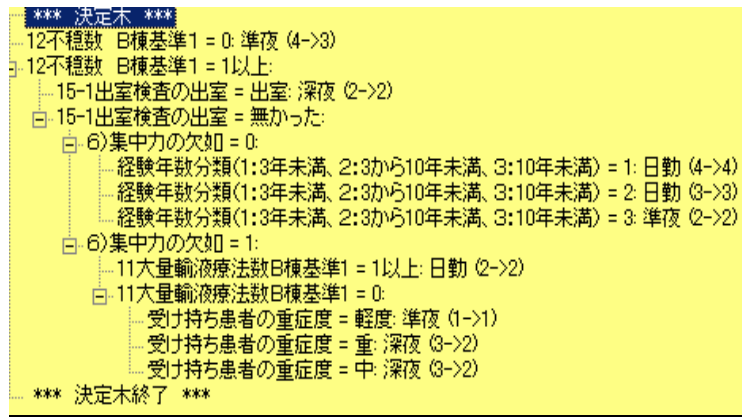 *** 決定木 ***
12不穏数 B棟基準1 = 0: 準夜 (4->3)
12不穏数 B棟基準1 = 1以上:
15-1出室検査の出室 = 出室: 深夜 (2->2)
15-1出室検査の出室 = 無かった:
6)集中力の欠如 = 0:
経験年数分類(1:3年未満、2:3から10年未満、3:10年未満) = 1: 日勤 (4->4)
経験年数分類(1:3年未満、2:3から10年未満、3:10年未満) = 2: 日勤 (3->3)
経験年数分類(1:3年未満、2:3から10年未満、3:10年未満) = 3: 準夜 (2->2)
6)集中力の欠如 = 1:
11大量輸液療法数B棟基準1 = 1以上: 日勤 (2->2)
11大量輸液療法数B棟基準1 = 0:
受け持ち患者の重症度 = 軽度: 準夜 (1->1)
受け持ち患者の重症度 = 重: 深夜 (3->2)
受け持ち患者の重症度 = 中: 深夜 (3->2)
*** 決定木終了 ***